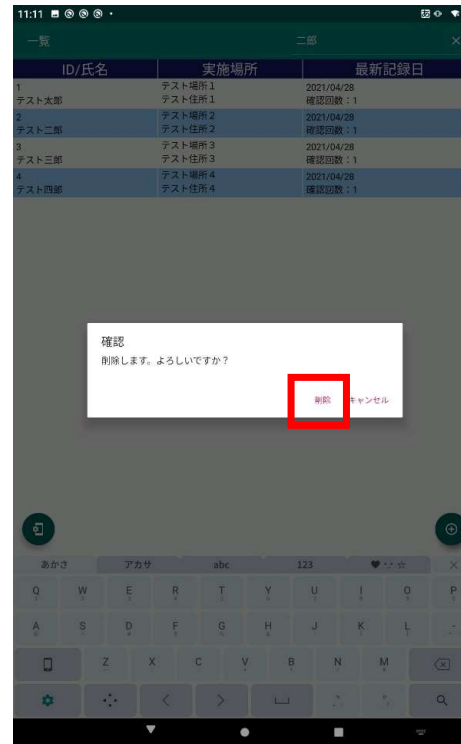 11:11
一覧 二郎 ×
ID/氏名 実施場所 最新記録日
1 テスト場所1 2021/04/28
テスト太郎 テスト住所1 確認回数:1
2 テスト場所2 2021/04/28
テスト二郎 テスト住所2 確認回数:1
3 テスト場所3 2021/04/28
テスト三郎 テスト住所3 確認回数:1
4 テスト場所4 2021/04/28
テスト四郎 テスト住所4 確認回数:1
確認
削除します。よろしいですか?
削除 キャンセル
あかさ アカサ abc 123 ♥ ☆ ×
Q W E R T Y U I O P
A S D F G H J K L
Z X C V B N M